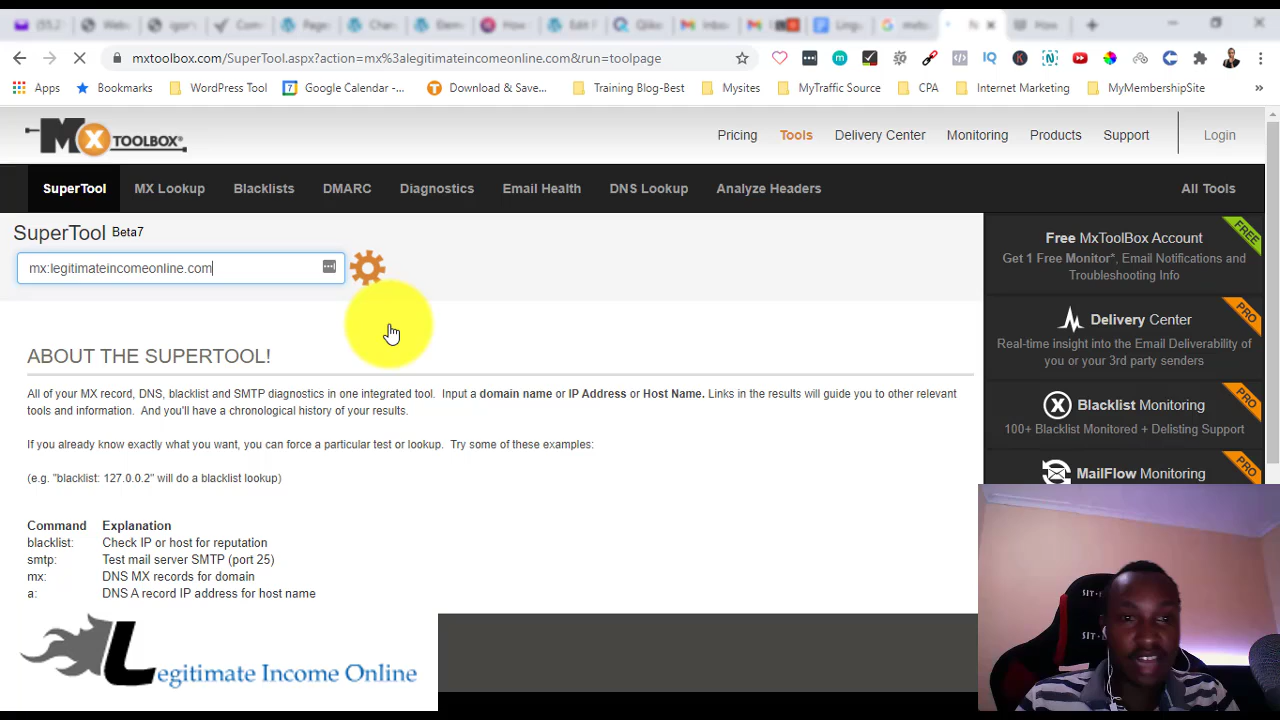 mxtoolbox.com/SuperTool.aspx?action=mx%3alegitimateincomeonline.com&run=toolpage
Apps
Bookmarks
WordPress Tool
Google Calendar -...
Download & Save...
Training Blog-Best
Mysites
MyTraffic Source
CPA
Internet Marketing
MyMembershipSite
»
MX TOOLBOX®
Pricing
Tools
Delivery Center
Monitoring
Products
Support
Login
SuperTool
MX Lookup
Blacklists
DMARC
Diagnostics
Email Health
DNS Lookup
Analyze Headers
All Tools
SuperTool Beta7
mx:legitimateincomeonline.com
ABOUT THE SUPERTOOL!
All of your MX record, DNS, blacklist and SMTP diagnostics in one integrated tool. Input a domain name or IP Address or Host Name. Links in the results will guide you to other relevant
tools and information. And you'll have a chronological history of your results.
If you already know exactly what you want, you can force a particular test or lookup. Try some of these examples:
(e.g. "blacklist: 127.0.0.2" will do a blacklist lookup)
Command Explanation
blacklist: Check IP or host for reputation
smtp: Test mail server SMTP (port 25)
mx: DNS MX records for domain
a: DNS A record IP address for host name
FREE
Free MxToolBox Account
Get 1 Free Monitor*, Email Notifications and
Troubleshooting Info
PRO
Delivery Center
Real-time insight into the Email Deliverability of
you or your 3rd party senders
PRO
Blacklist Monitoring
100+ Blacklist Monitored + Delisting Support
PRO
MailFlow Monitoring
Legitimate Income Online